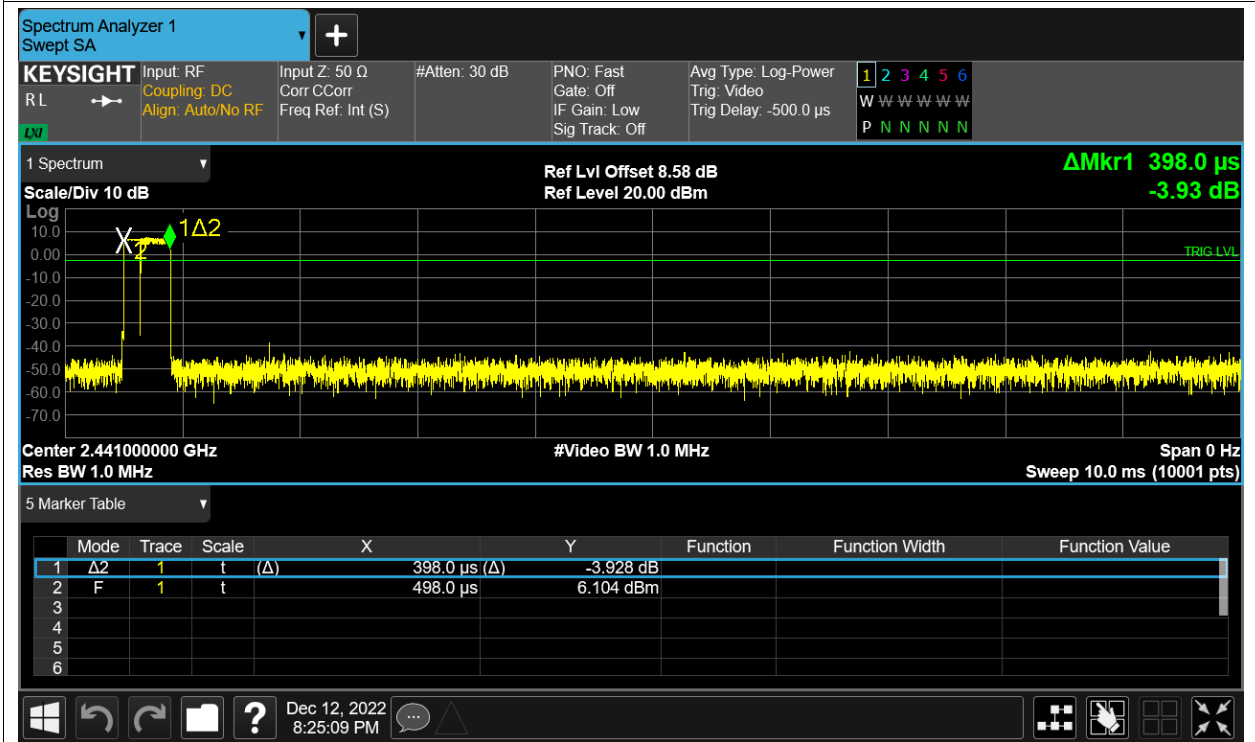 Spectrum Analyzer 1
Swept SA
+
KEYSIGHT Input: RF Input Z: 50 Ω #Atten: 30 dB PNO: Fast Avg Type: Log-Power 1 2 3 4 5 6
RL Coupling: DC Corr CCorr Gate: Off Trig: Video W W W W W W
Align: Auto/No RF Freq Ref: Int (S) IF Gain: Low Trig Delay: -500.0 µs P N N N N N
LXI Sig Track: Off
1 Spectrum Ref Lvl Offset 8.58 dB ΔMkr1 398.0 µs
Scale/Div 10 dB Ref Level 20.00 dBm -3.93 dB
Log
10.0
0.00
-10.0
-20.0
-30.0
-40.0
-50.0
-60.0
-70.0
X 2 1Δ2
TRIG LVL
Center 2.441000000 GHz #Video BW 1.0 MHz Span 0 Hz
Res BW 1.0 MHz Sweep 10.0 ms (10001 pts)
5 Marker Table
Mode Trace Scale X Y Function Function Width Function Value
1 Δ2 1 t (Δ) 398.0 µs (Δ) -3.928 dB
2 F 1 t 498.0 µs 6.104 dBm
3
4
5
6
? Dec 12, 2022
8:25:09 PM